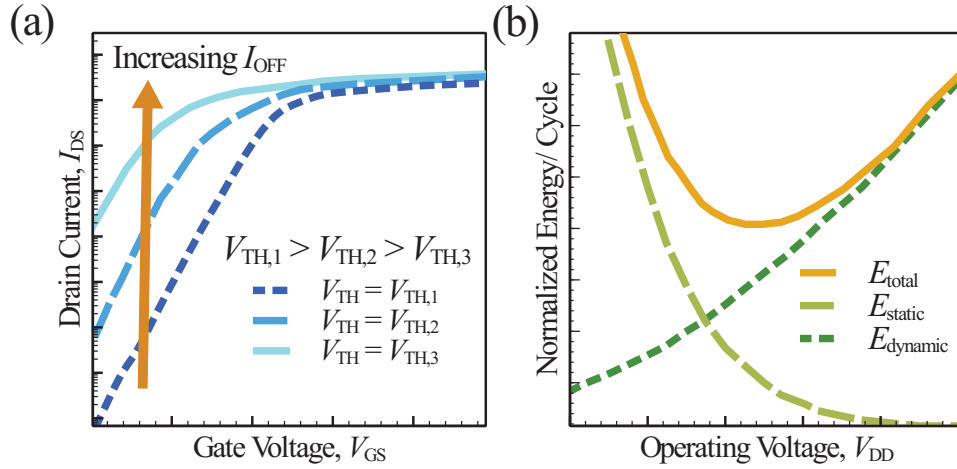 (a)
Increasing I_OFF
Drain Current, I_DS
V_TH,1 > V_TH,2 > V_TH,3
V_TH = V_TH,1
V_TH = V_TH,2
V_TH = V_TH,3
Gate Voltage, V_GS
(b)
Normalized Energy/ Cycle
E_total
E_static
E_dynamic
Operating Voltage, V_DD